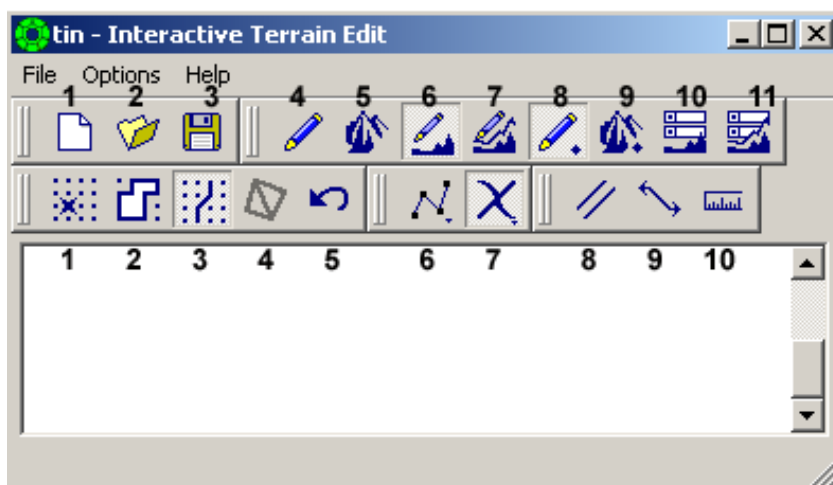 tin - Interactive Terrain Edit
File Options Help
1 2 3 4 5 6 7 8 9 10 11
1 2 3 4 5 6 7 8 9 10